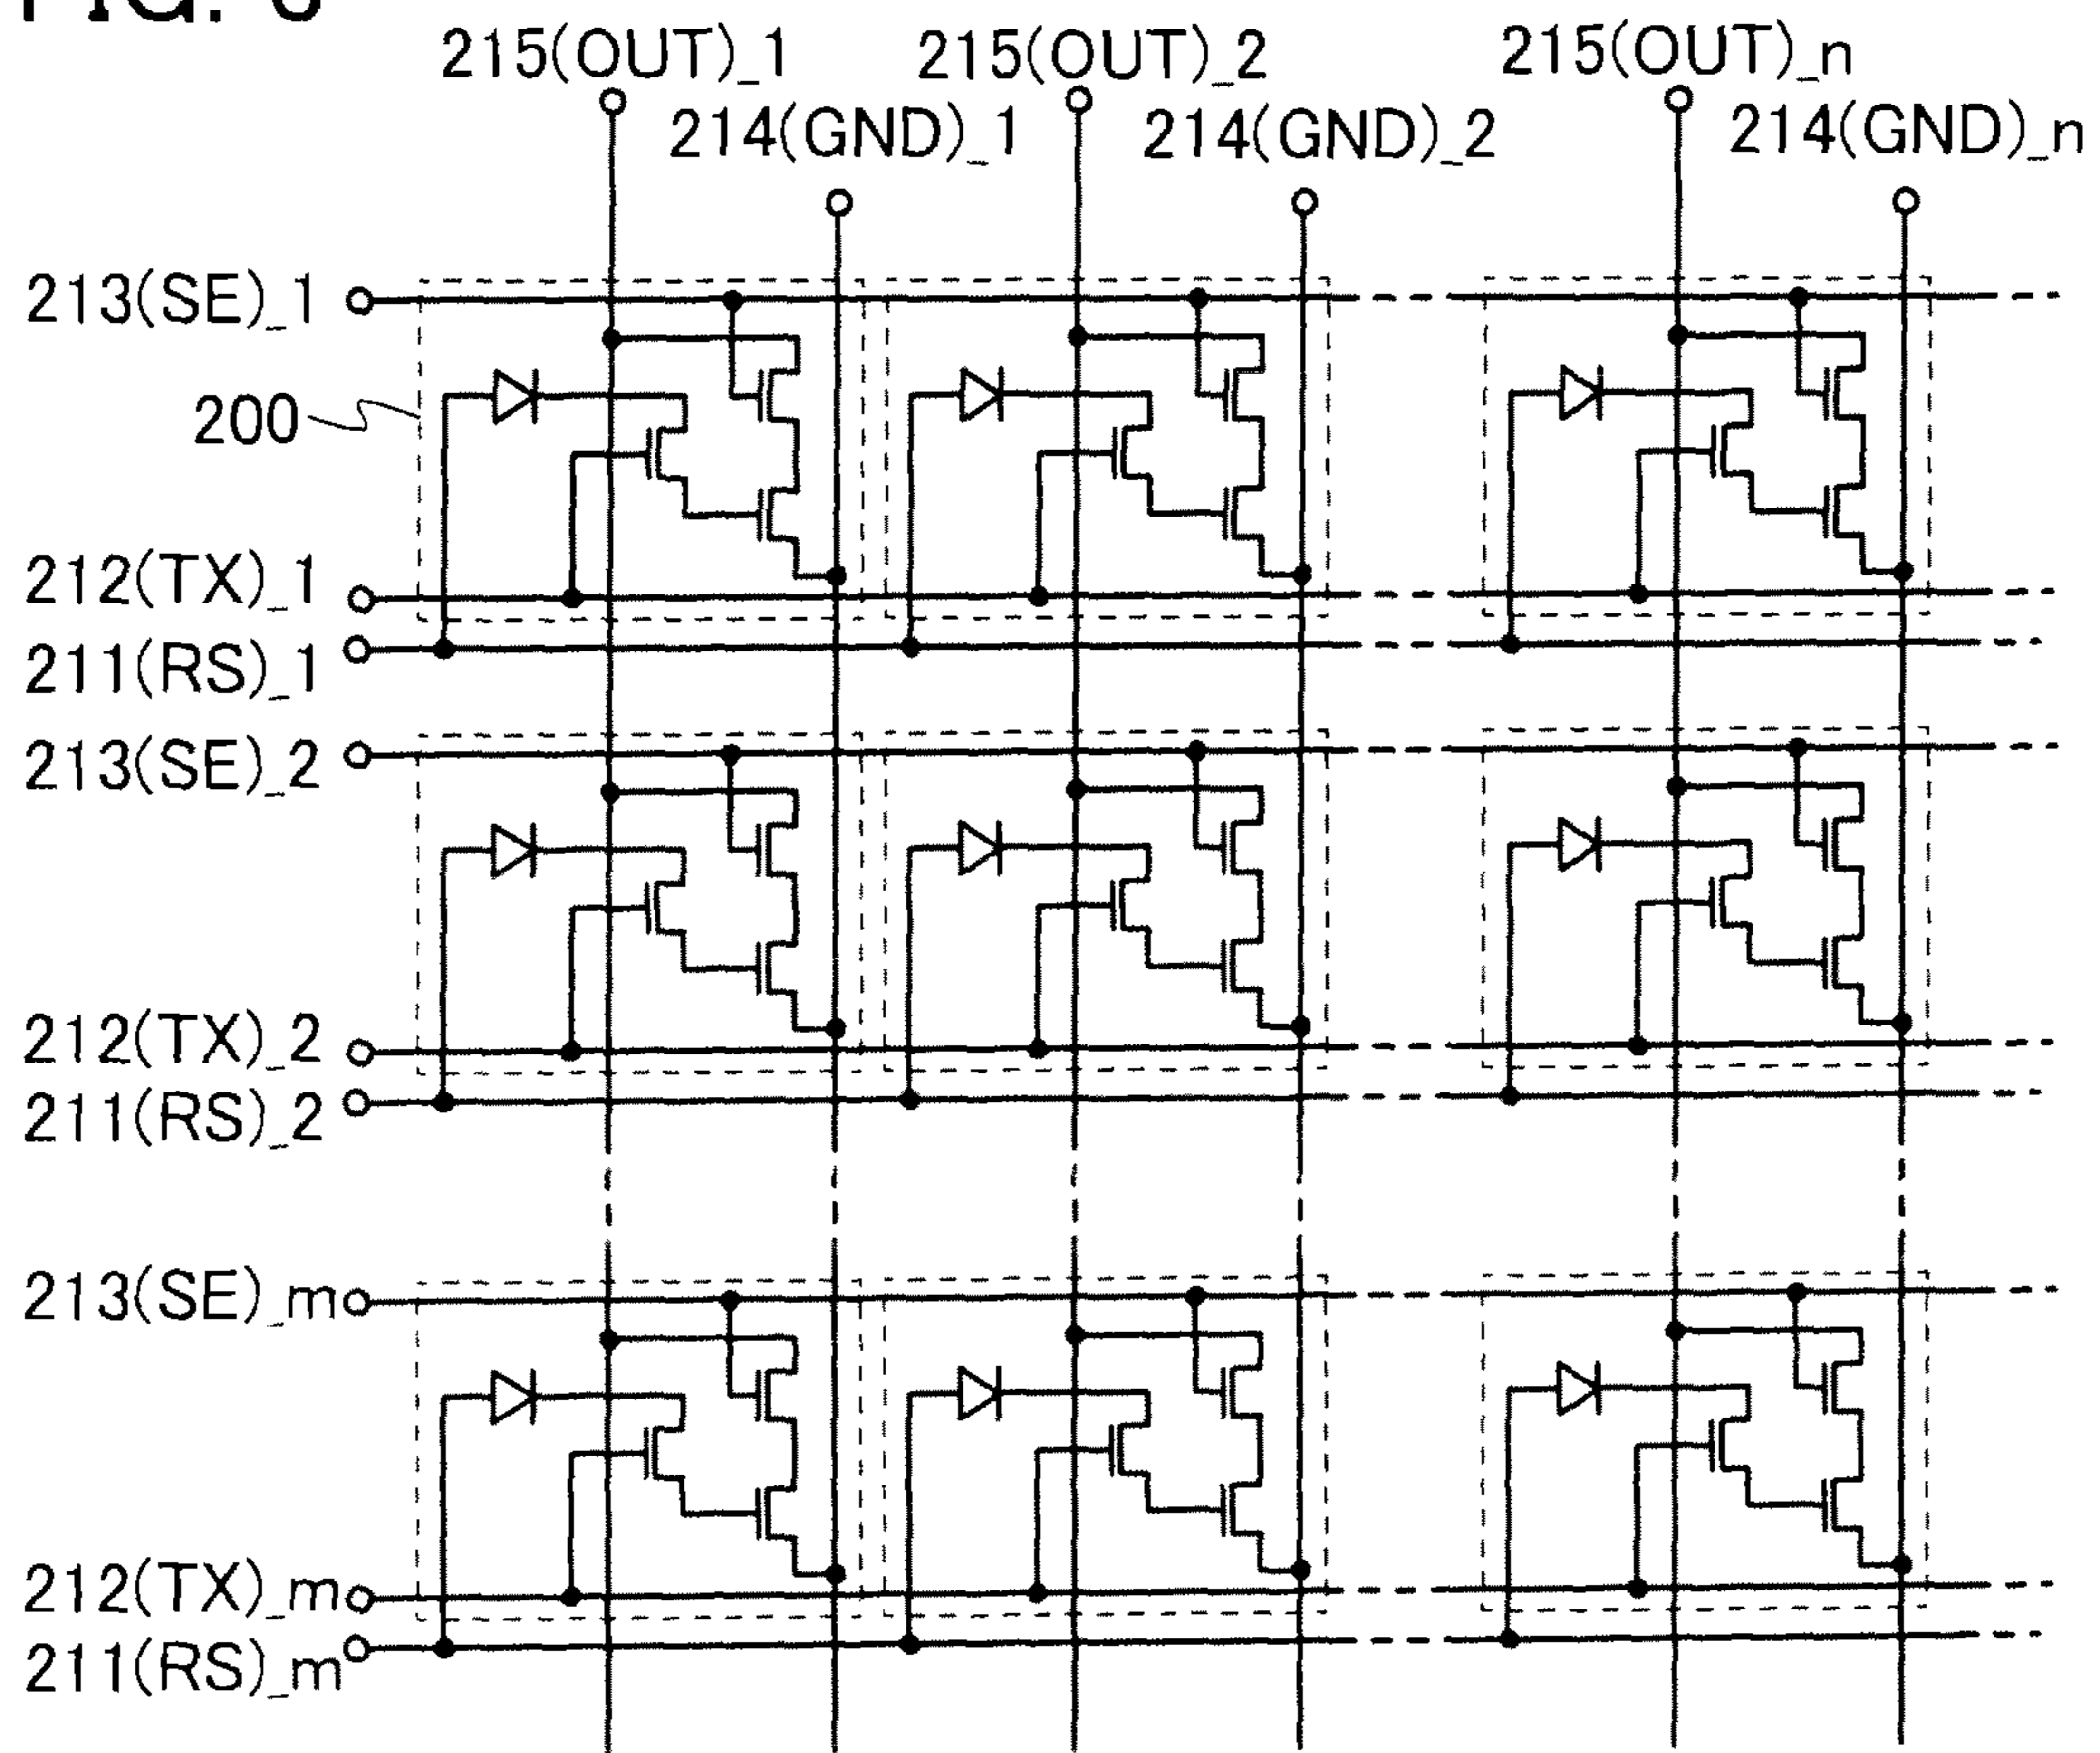 215(OUT)_1
215(OUT)_2
215(OUT)_n
214(GND)_1
214(GND)_2
214(GND)_n
213(SE)_1
200
212(TX)_1
211(RS)_1
213(SE)_2
212(TX)_2
211(RS)_2
213(SE)_m
212(TX)_m
211(RS)_m